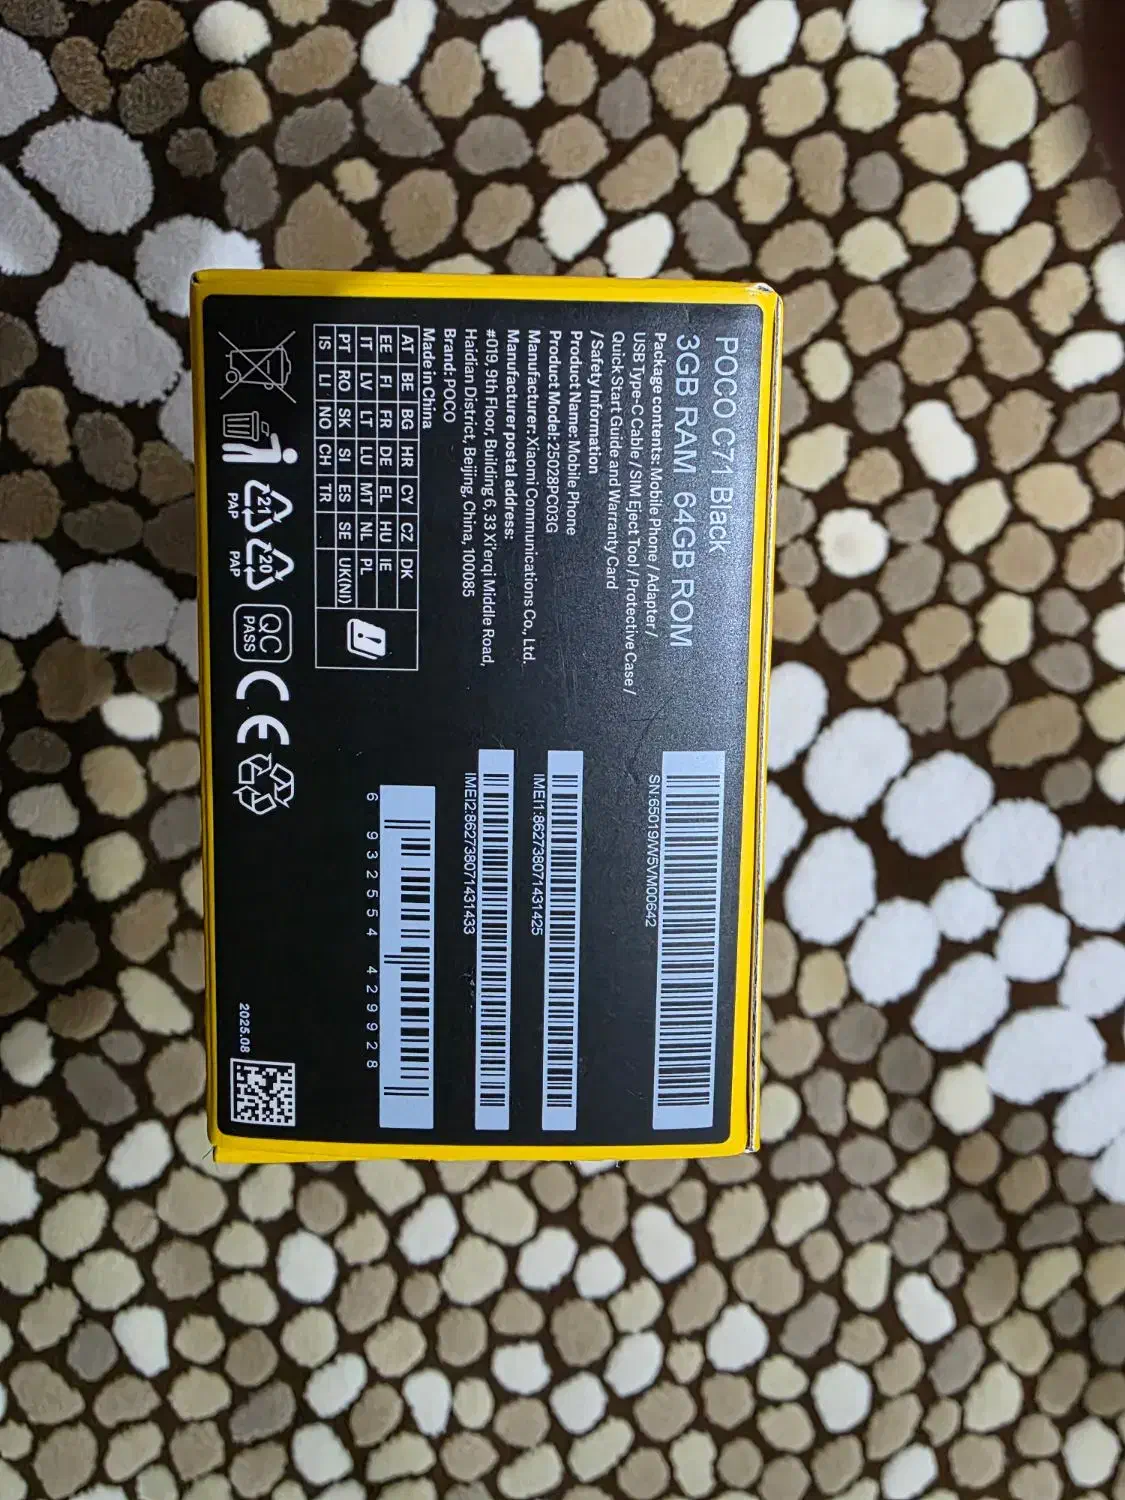 POCO C71 Black
3GB RAM 64GB ROM
Package contents: Mobile Phone / Adapter /
USB Type-C Cable / SIM Eject Tool / Protective Case /
Quick Start Guide and Warranty Card
/ Safety Information
Product Name: Mobile Phone
Product Model: 25028PC03G
Manufacturer: Xiaomi Communications Co., Ltd.
Manufacturer postal address:
#019, 9th Floor, Building 6, 33 Xi'erqi Middle Road,
Haidian District, Beijing, China, 100085
Brand: POCO
Made in China
AT BE BG HR CY CZ DK
EE FI FR DE EL HU IE
IT LV LT LU MT NL PL
PT RO SK SI ES SE UK(NI)
IS LI NO CH TR
21
PAP
20
PAP
QC
PASS
CE
SN:65019/W5VM00642
IMEI1:862738071431425
IMEI2:862738071431433
6 932554 429928
2025.08